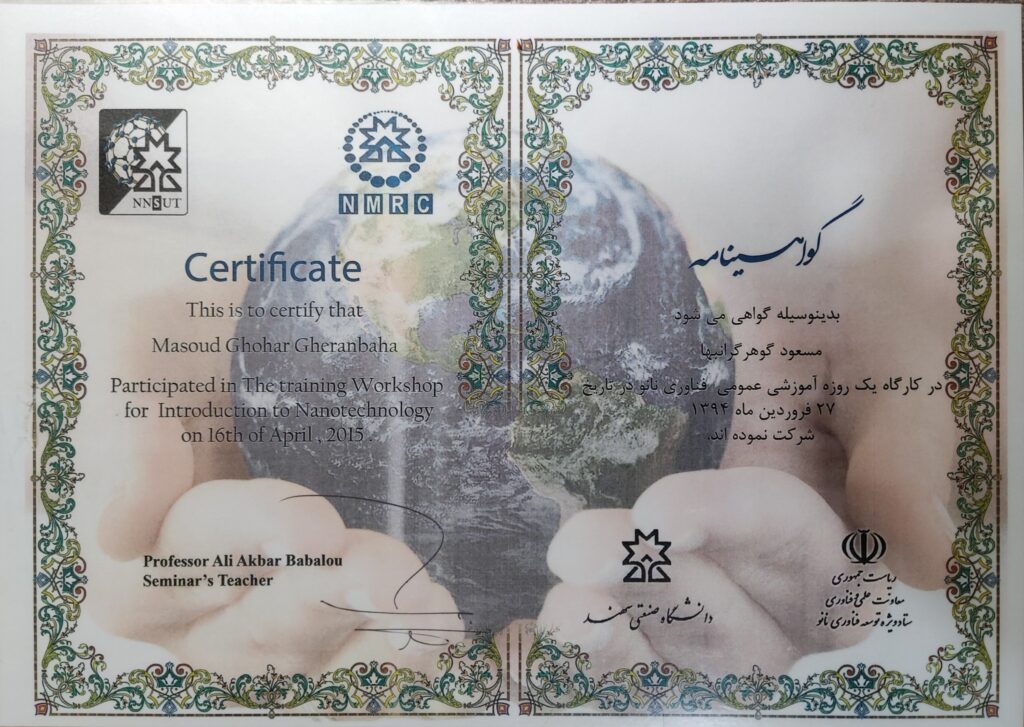 NNSUT
NMRC
Certificate
This is to certify that
Masoud Ghohar Gheranbaha
Participated in The training Workshop
for Introduction to Nanotechnology
on 16th of April , 2015 .
Professor Ali Akbar Babalou
Seminar's Teacher
گواهینامه
بدینوسیله گواهی می شود
مسعود گوهرگرانبها
در کارگاه یک روزه آموزشی عمومی فناوری نانو در تاریخ
۲۷ فروردین ماه ۱۳۹۴
شرکت نموده اند.
دانشگاه صنعتی سهند
ریاست جمهوری
معاونت علمی و فناوری
ستاد ویژه توسعه فناوری نانو